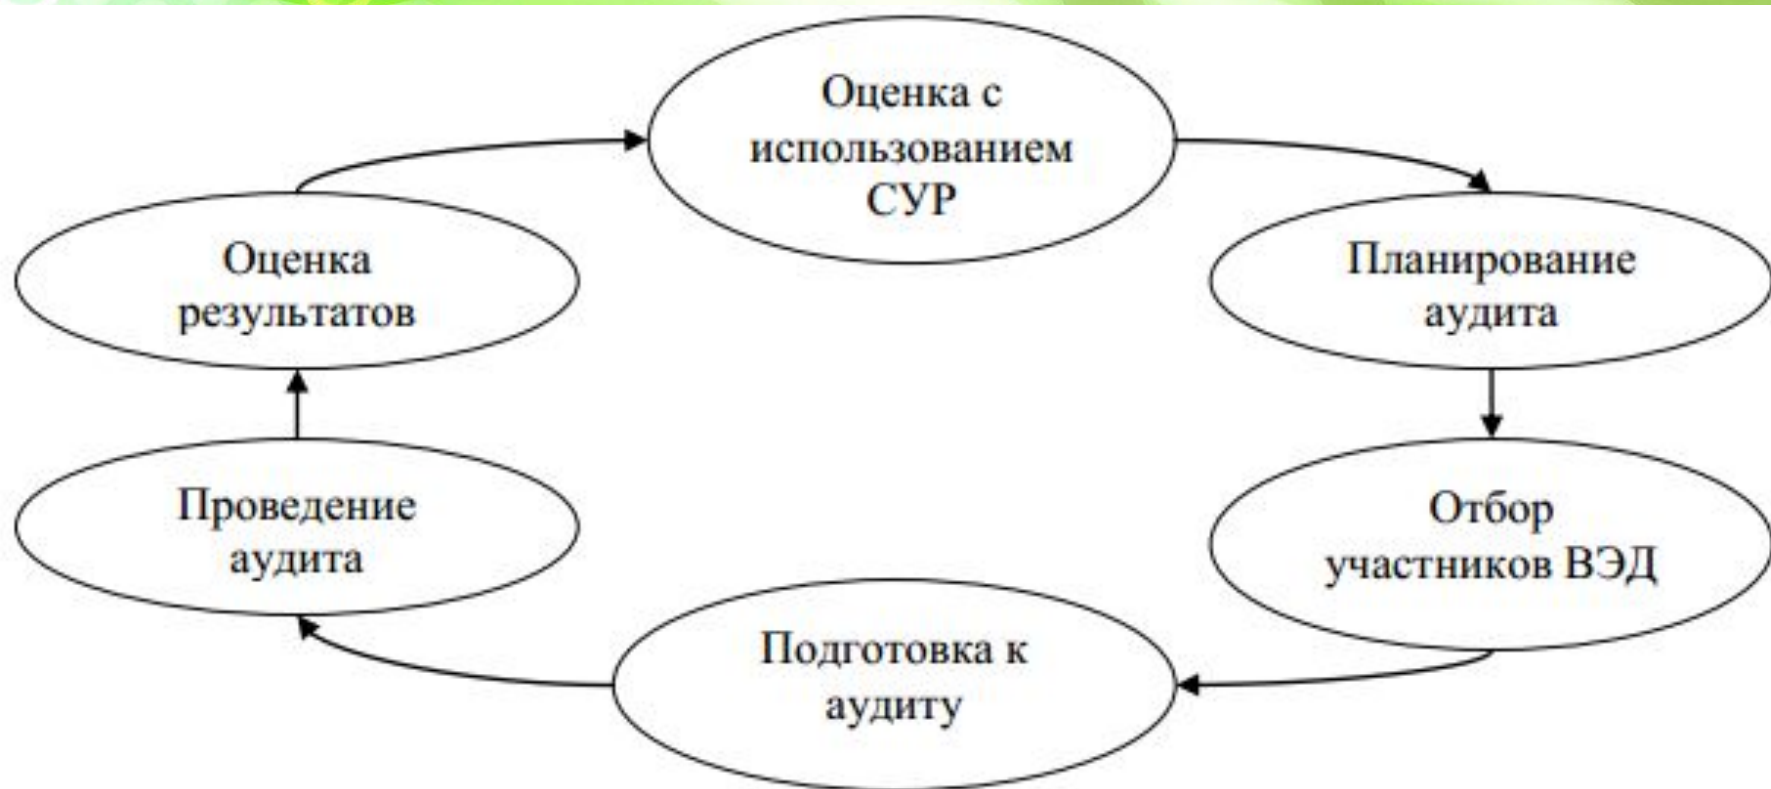 Оценка с
использованием
СУР
Планирование
аудита
Отбор
участников ВЭД
Подготовка к
аудиту
Проведение
аудита
Оценка
результатов